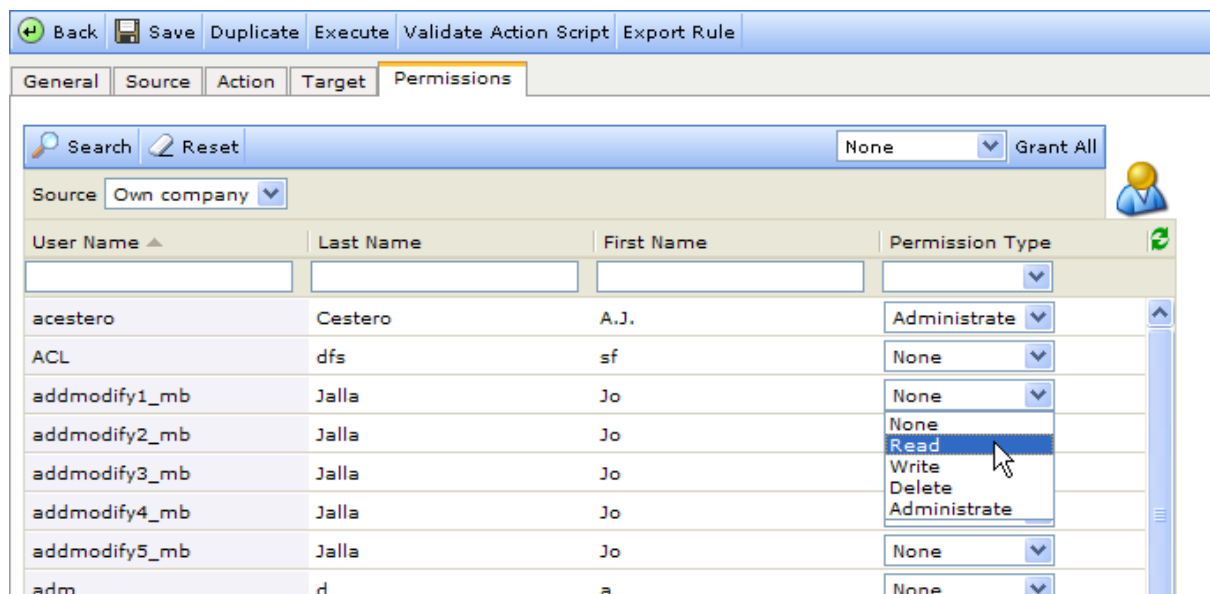 Back Save Duplicate Execute Validate Action Script Export Rule
General Source Action Target Permissions
Search Reset None Grant All
Source Own company
User Name Last Name First Name Permission Type
acestero Cestero A.J. Administrate
ACL dfs sf None
addmodify1_mb Jalla Jo None
None
addmodify2_mb Jalla Jo Read
Write
addmodify3_mb Jalla Jo
Delete
addmodify4_mb Jalla Jo Administrate
addmodify5_mb Jalla Jo None
adm d a None